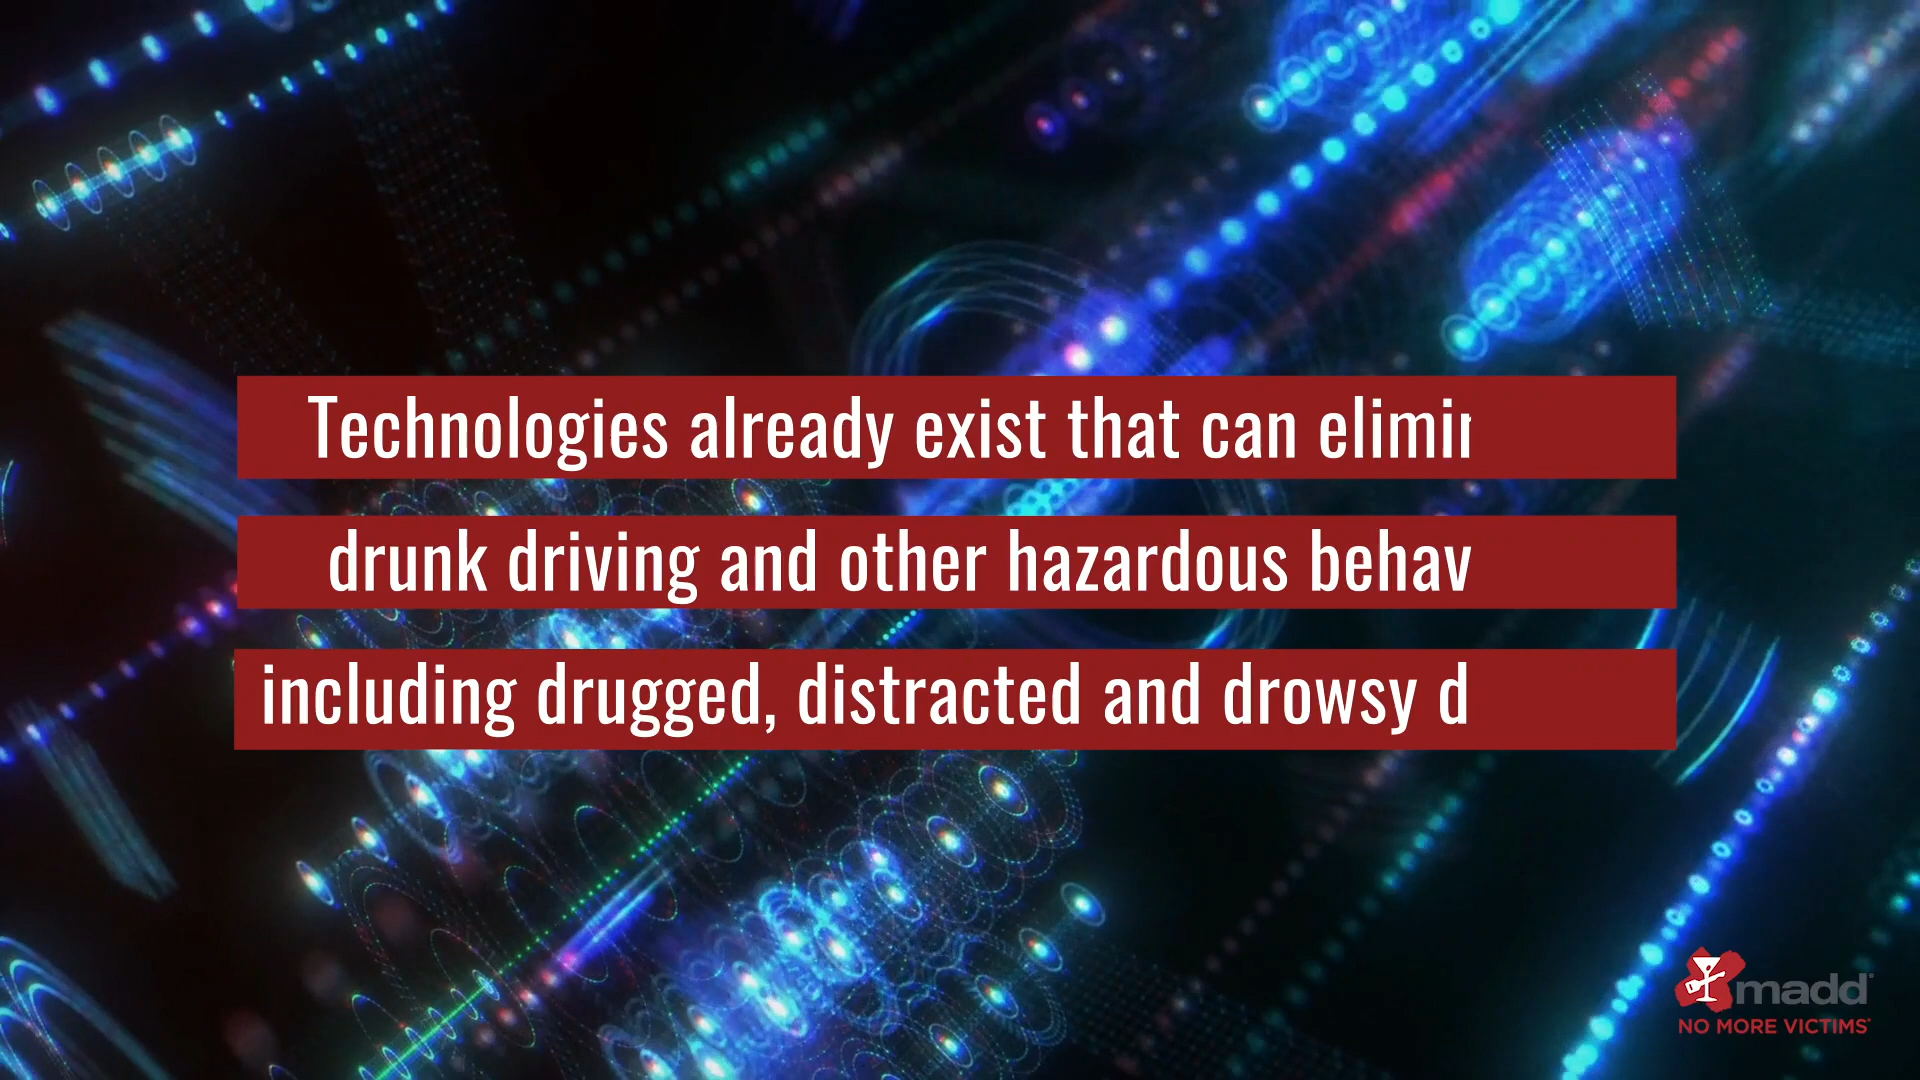 Technologies already exist that can elimin
drunk driving and other hazardous behav
including drugged, distracted and drowsy d
madd
NO MORE VICTIMS